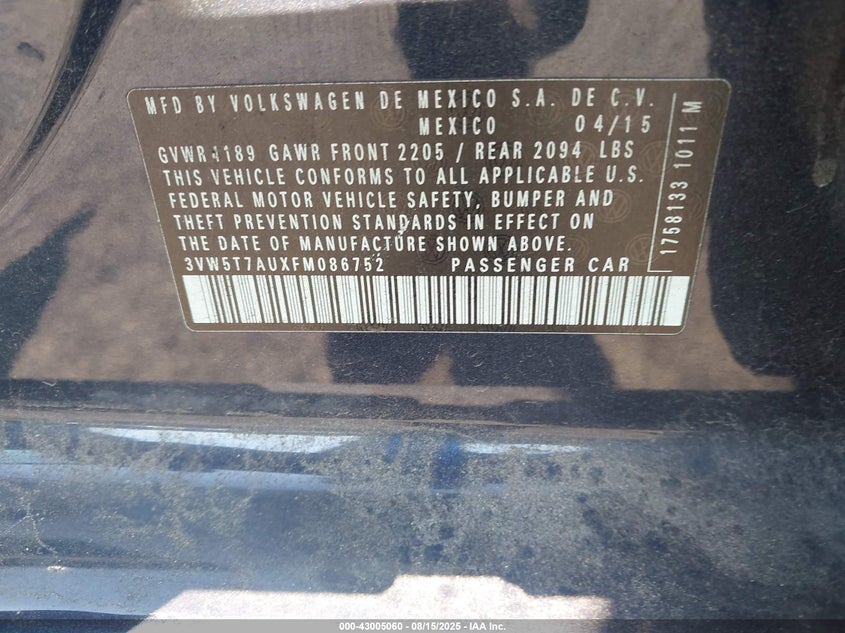 MFD BY VOLKSWAGEN DE MEXICO S.A. DE C.V.
MEXICO 04/15
GVWR 4189 GAWR FRONT 2205 / REAR 2094 LBS
THIS VEHICLE CONFORMS TO ALL APPLICABLE U.S.
FEDERAL MOTOR VEHICLE SAFETY, BUMPER AND
THEFT PREVENTION STANDARDS IN EFFECT ON
THE DATE OF MANUFACTURE SHOWN ABOVE.
3VW5T7AUXFM086752 PASSENGER CAR
1758133 1011 M
000-43005060 - 08/15/2025 - IAA Inc.